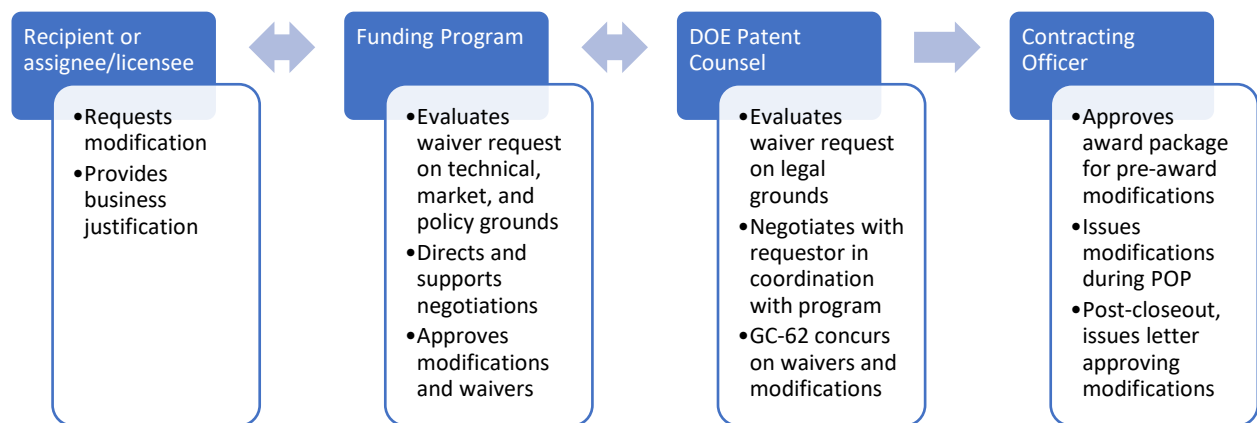 Recipient or
assignee/licensee
•Requests
modification
•Provides
business
justification
Funding Program
•Evaluates
waiver request
on technical,
market, and
policy grounds
•Directs and
supports
negotiations
•Approves
modifications
and waivers
DOE Patent
Counsel
•Evaluates
waiver request
on legal
grounds
•Negotiates with
requestor in
coordination
with program
•GC-62 concurs
on waivers and
modifications
Contracting
Officer
•Approves
award package
for pre-award
modifications
•Issues
modifications
during POP
•Post-closeout,
issues letter
approving
modifications